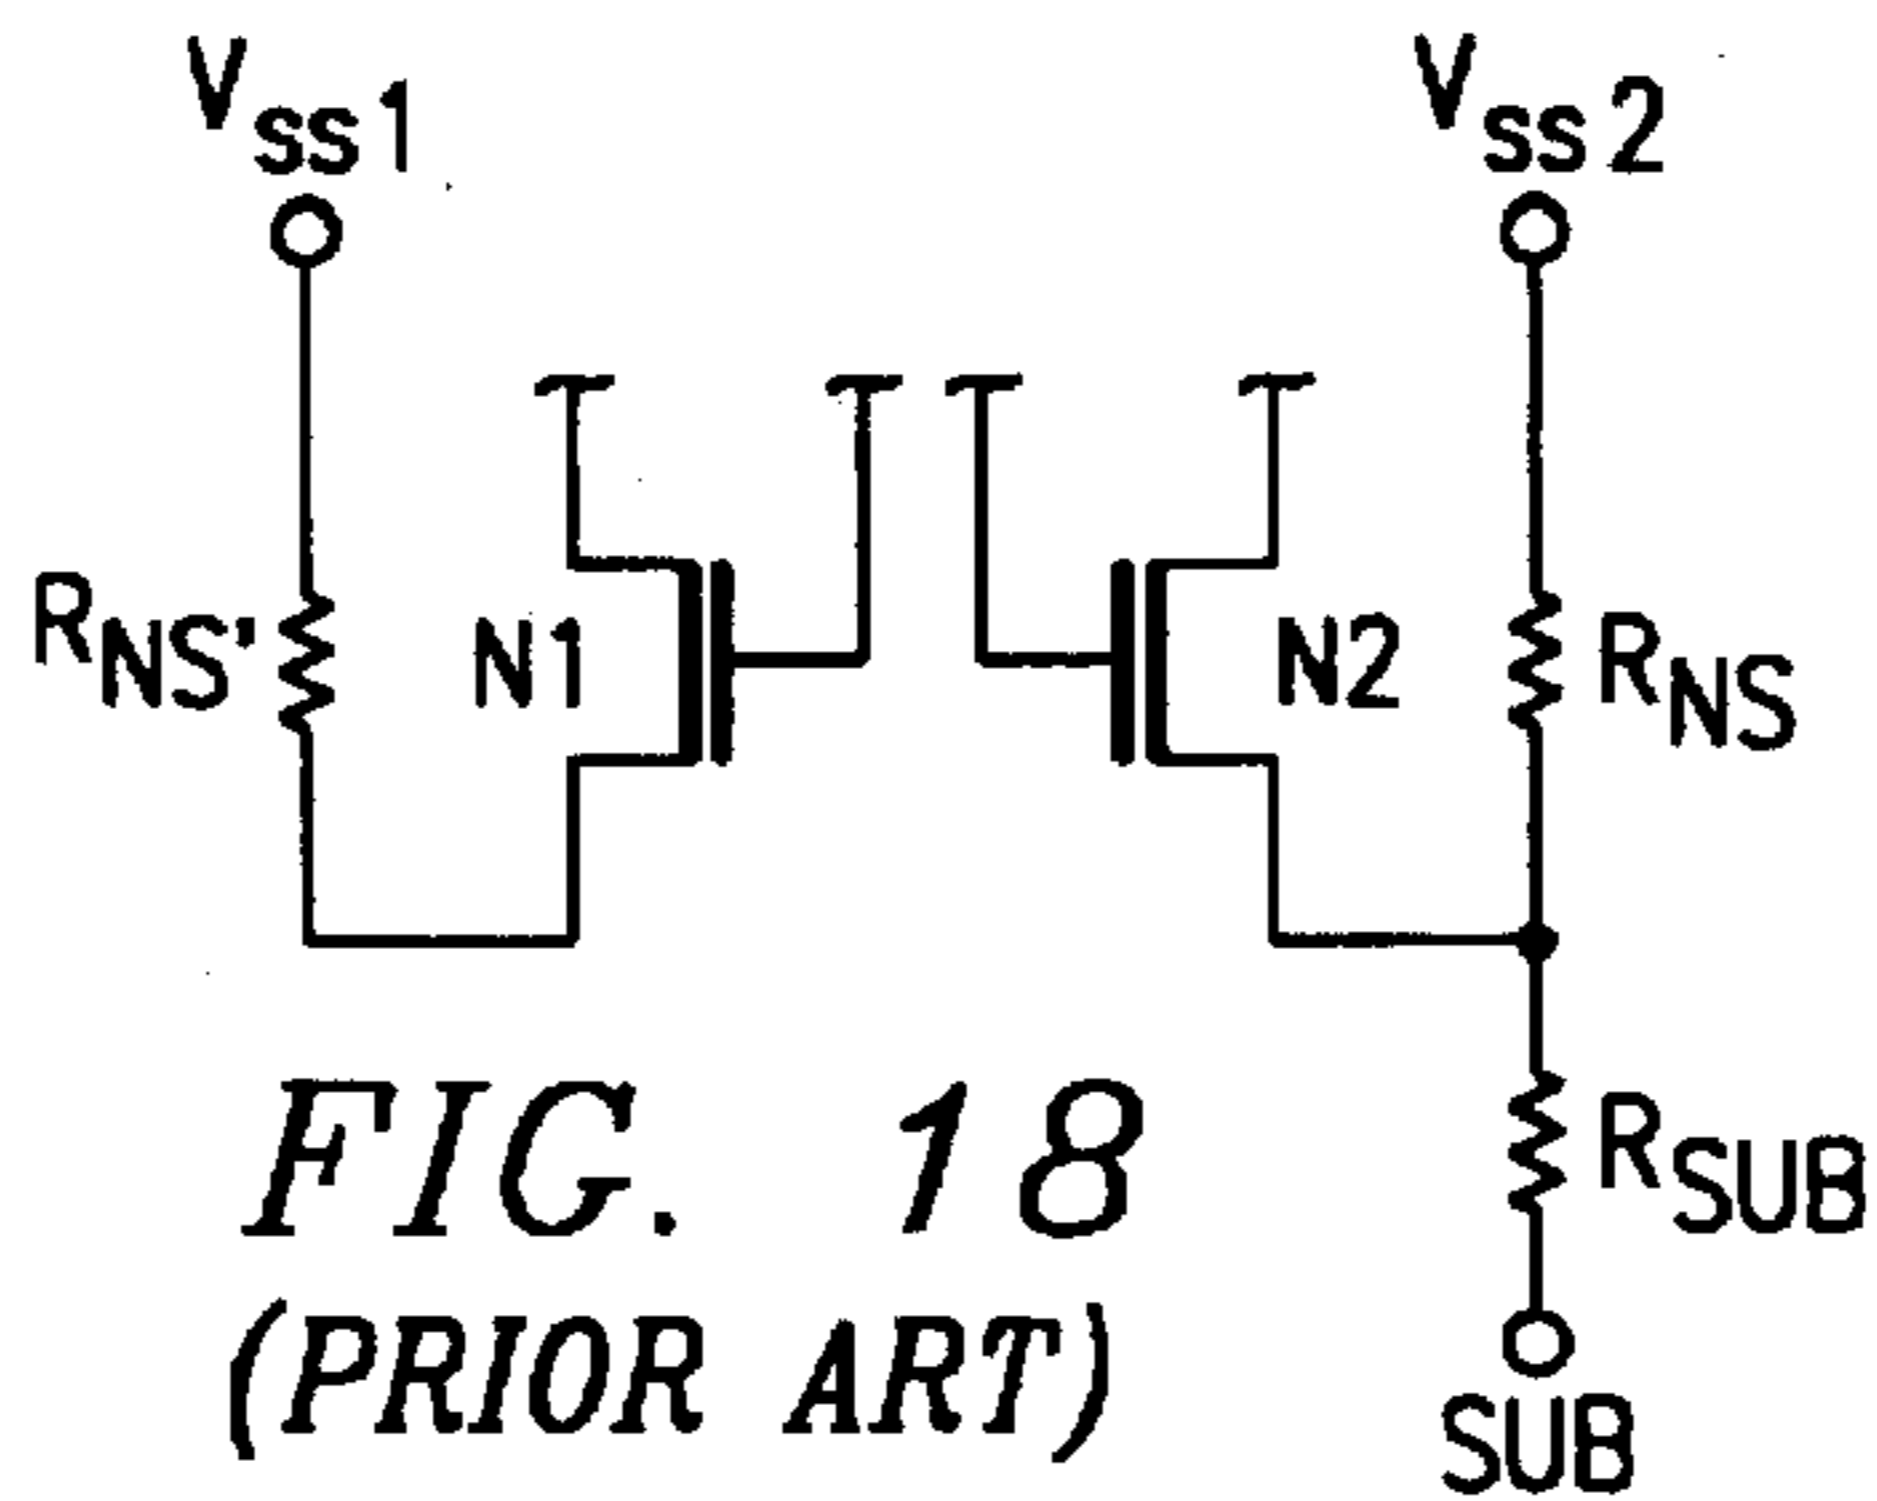 Vss1
Vss2
RNS'
N1
N2
RNS
RSUB
SUB
FIG. 18
(PRIOR ART)